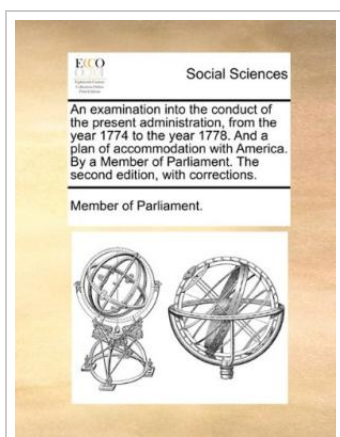 ECCO
Social Sciences
An examination into the conduct of
the present administration, from the
year 1774 to the year 1778. And a
plan of accommodation with America.
By a Member of Parliament. The
second edition, with corrections.
Member of Parliament.